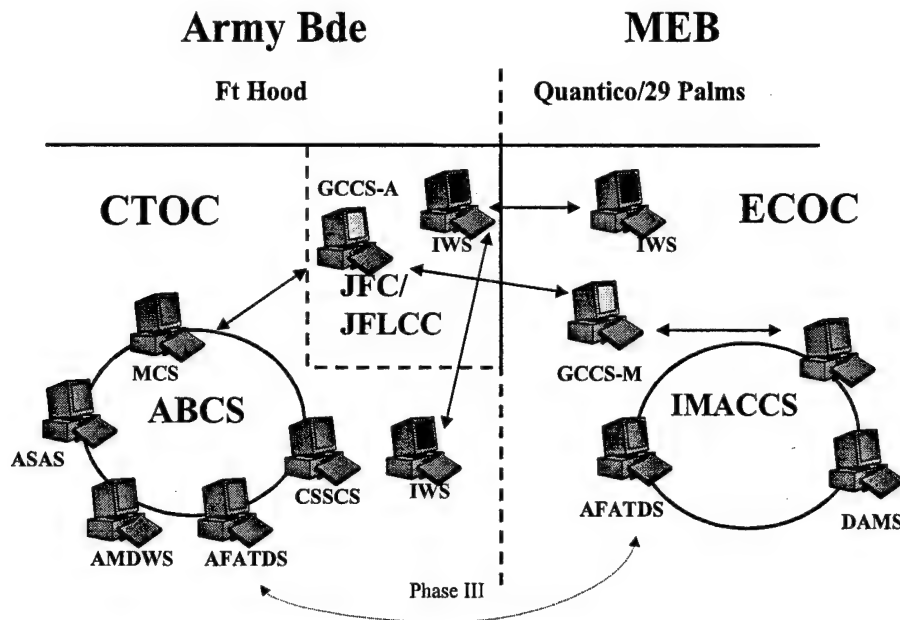 Army Bde
MEB
Ft Hood
Quantico/29 Palms
GCCS-A
CTOC
IWS
IWS
ECOC
JFC/
JFLCC
MCS
GCCS-M
ABCS
IMACCS
ASAS
CSSCS
IWS
AFATDS
DAMS
AMDWS
AFATDS
Phase III